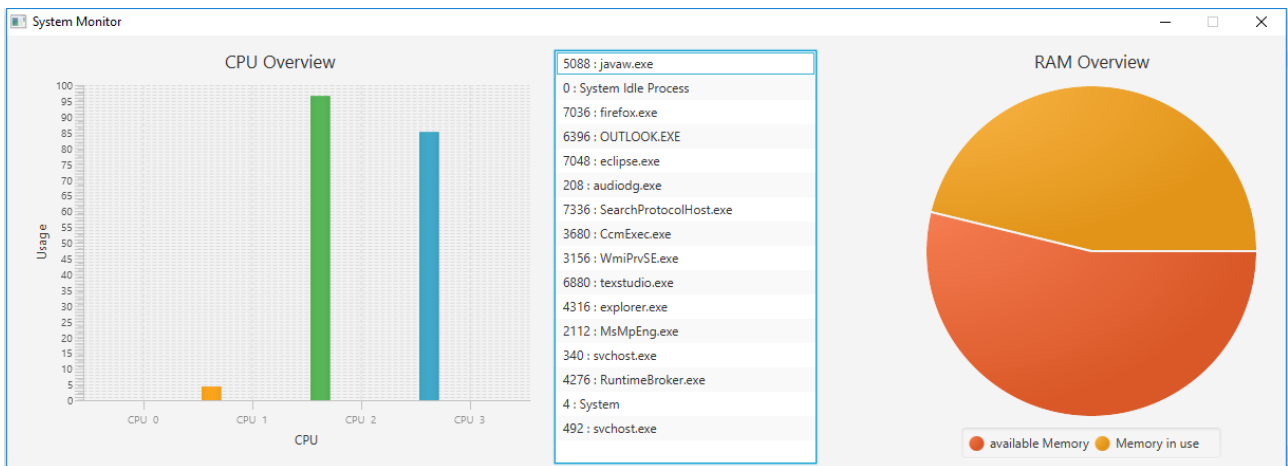 System Monitor
CPU Overview
100
95
90
85
80
75
70
65
60
55
50
45
40
35
30
25
20
15
10
5
0
Usage
CPU 0 CPU 1 CPU 2 CPU 3
CPU
5088 : javaw.exe
0 : System Idle Process
7036 : firefox.exe
6396 : OUTLOOK.EXE
7048 : eclipse.exe
208 : audiodg.exe
7336 : SearchProtocolHost.exe
3680 : CcmExec.exe
3156 : WmiPrvSE.exe
6880 : texstudio.exe
4316 : explorer.exe
2112 : MsMpEng.exe
340 : svchost.exe
4276 : RuntimeBroker.exe
4 : System
492 : svchost.exe
RAM Overview
available Memory Memory in use